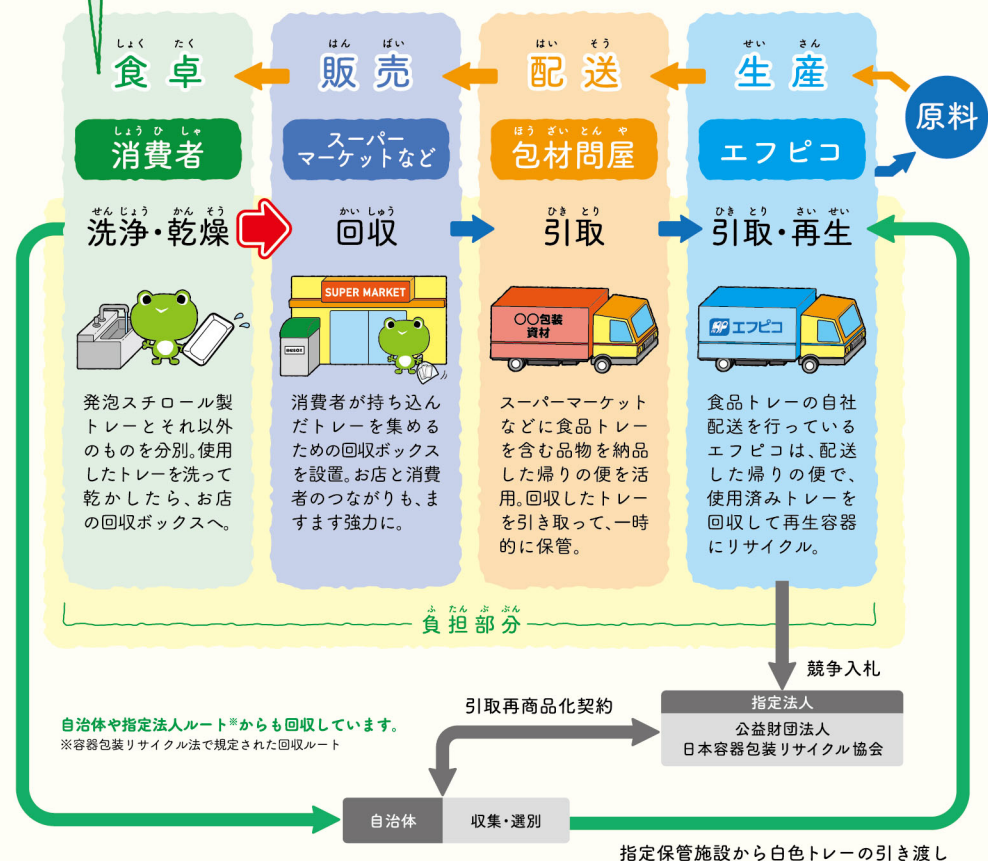 しょく たく
食卓
はん ばい
販売
はい そう
配送
せい さん
生産
原料
しょう ひ しゃ
消費者
スーパー
マーケットなど
ほう ざい とん や
包材問屋
エフピコ
せんじょう かん そう
洗浄・乾燥
かい しゅう
回収
ひき とり
引取
ひき とり さい せい
引取・再生
SUPER MARKET
〇〇包装
資材
エフピコ
発泡スチロール製
トレーとそれ以外
のものを分別。使用
したトレーを洗って
乾かしたら、お店
の回収ボックスへ。
消費者が持ち込ん
だトレーを集める
ための回収ボックス
を設置。お店と消費
者のつながりも、ま
すます強力に。
スーパーマーケット
などに食品トレー
を含む品物を納品
した帰りの便を活
用。回収したトレー
を引き取って、一時
的に保管。
食品トレーの自社
配送を行っている
エフピコは、配送
した帰りの便で、
使用済みトレーを
回収して再生容器
にリサイクル。
ふ たん ぶ ぶん
負担部分
競争入札
引取再商品化契約
指定法人
公益財団法人
日本容器包装リサイクル協会
自治体や指定法人ルート※からも回収しています。
※容器包装リサイクル法で規定された回収ルート
自治体
収集・選別
指定保管施設から白色トレーの引き渡し